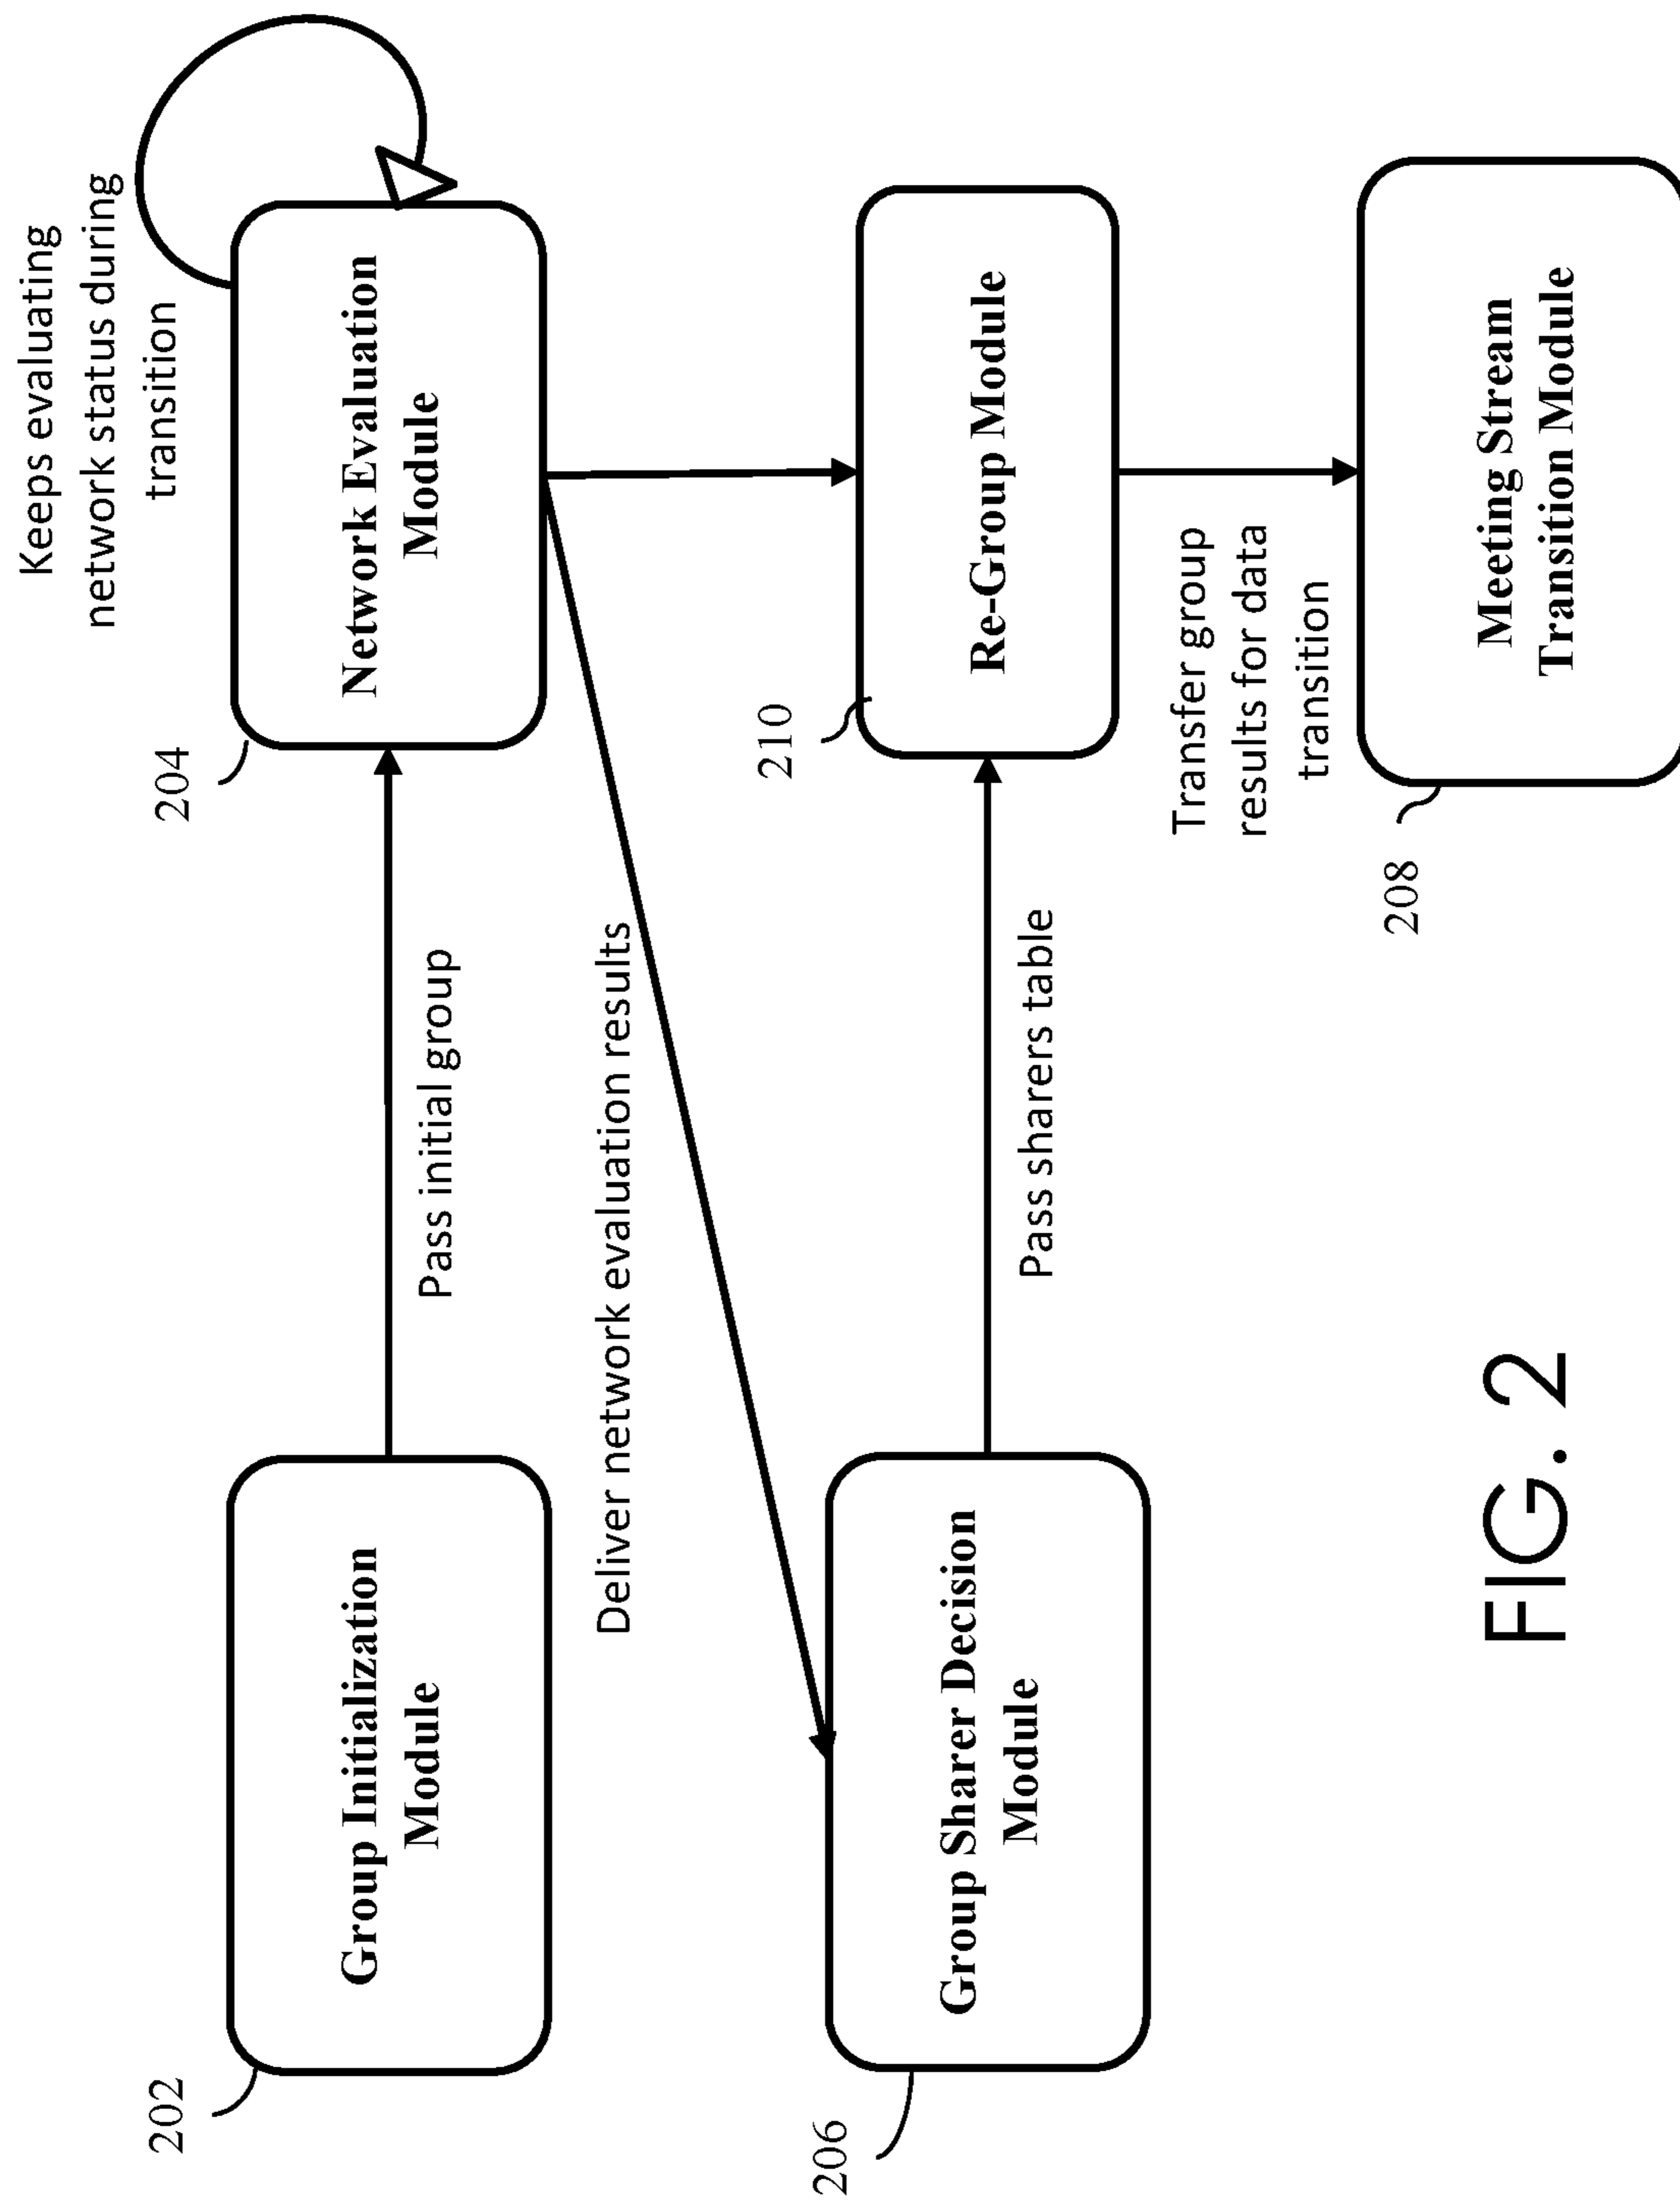 Keeps evaluating
network status during
transition
202
204
Group Initialization
Module
Pass initial group
Network Evaluation
Module
Deliver network evaluation results
206
210
Group Sharer Decision
Module
Pass sharers table
Re-Group Module
Transfer group
results for data
transition
208
Meeting Stream
Transition Module
FIG. 2